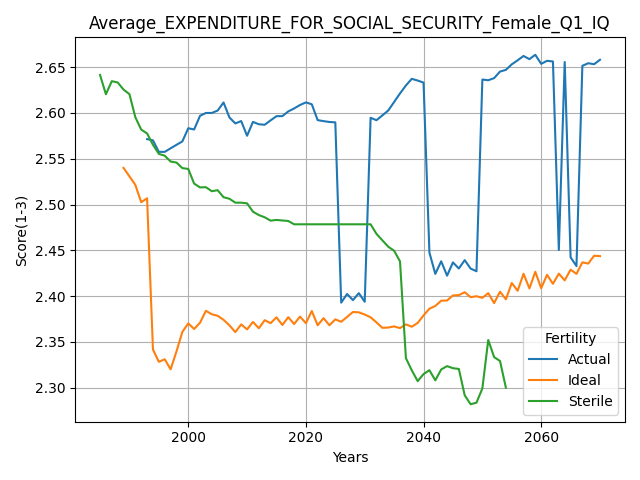 Average_EXPENDITURE_FOR_SOCIAL_SECURITY_Female_Q1_IQ
Score(1-3)
2.65
2.60
2.55
2.50
2.45
2.40
2.35
2.30
2000
2020
2040
2060
Years
Fertility
Actual
Ideal
Sterile